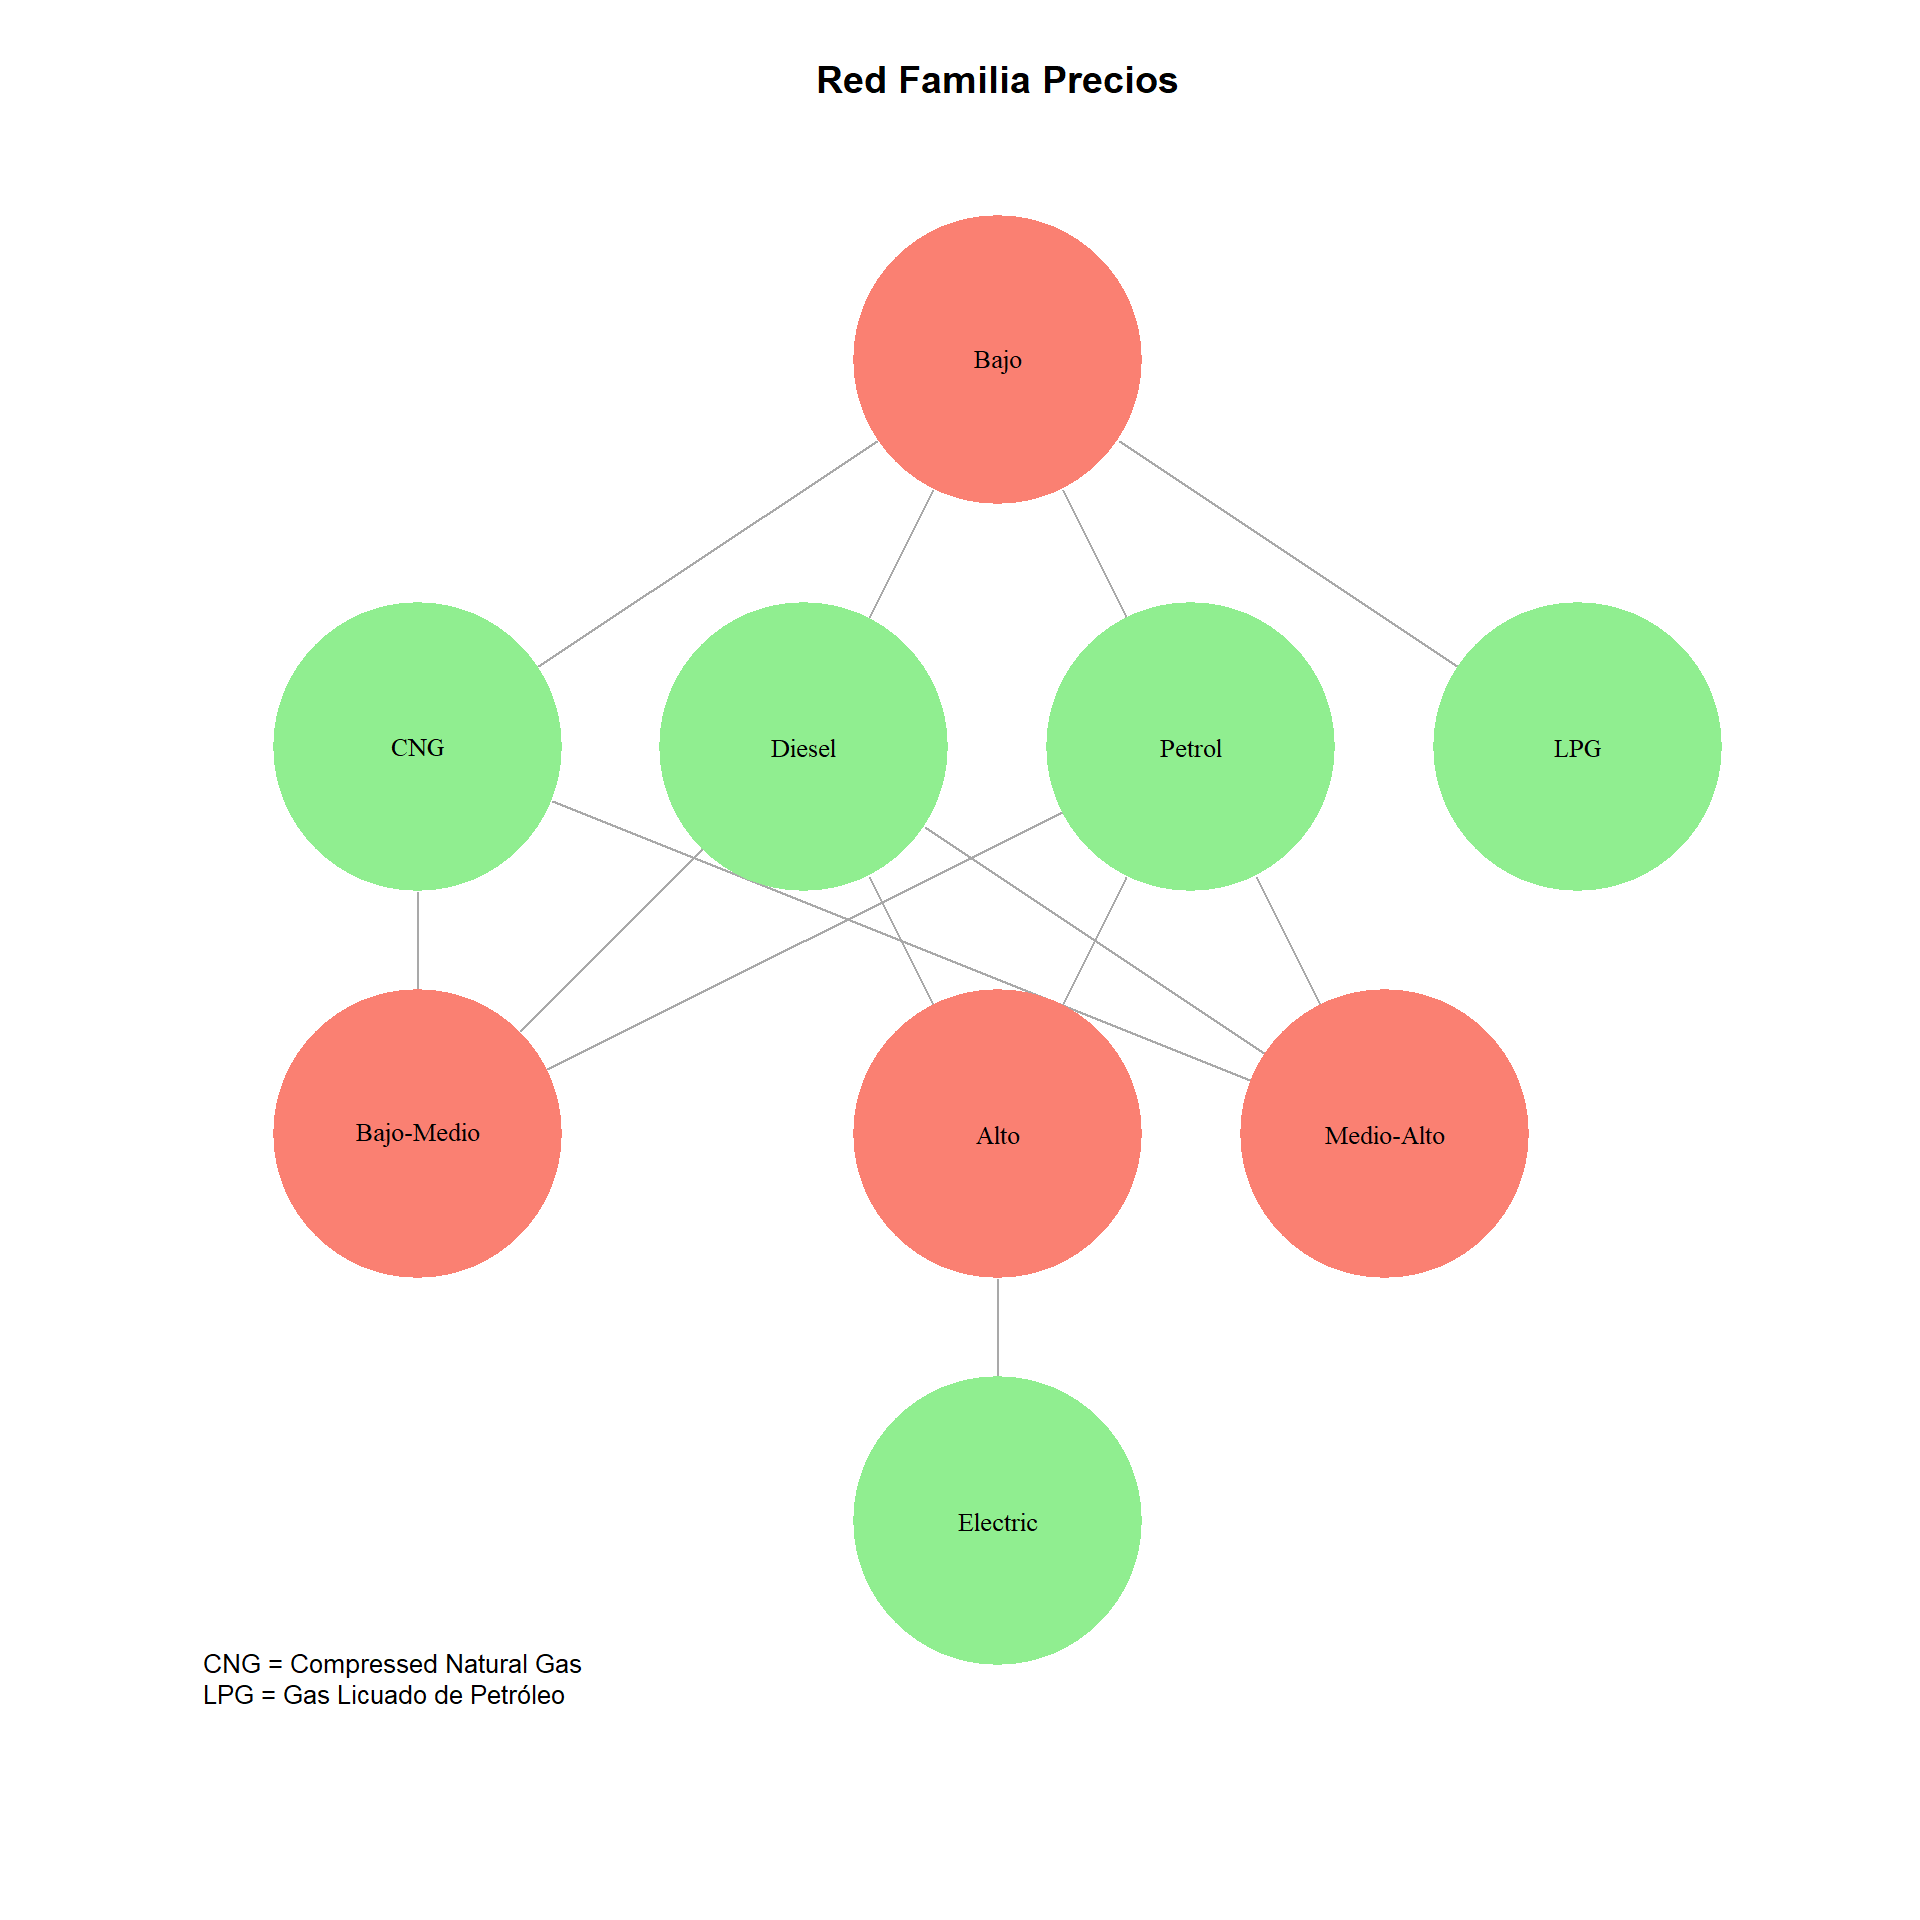 Red Familia Precios
Bajo
CNG
Diesel
Petrol
LPG
Bajo-Medio
Alto
Medio-Alto
Electric
CNG = Compressed Natural Gas
LPG = Gas Licuado de Petróleo